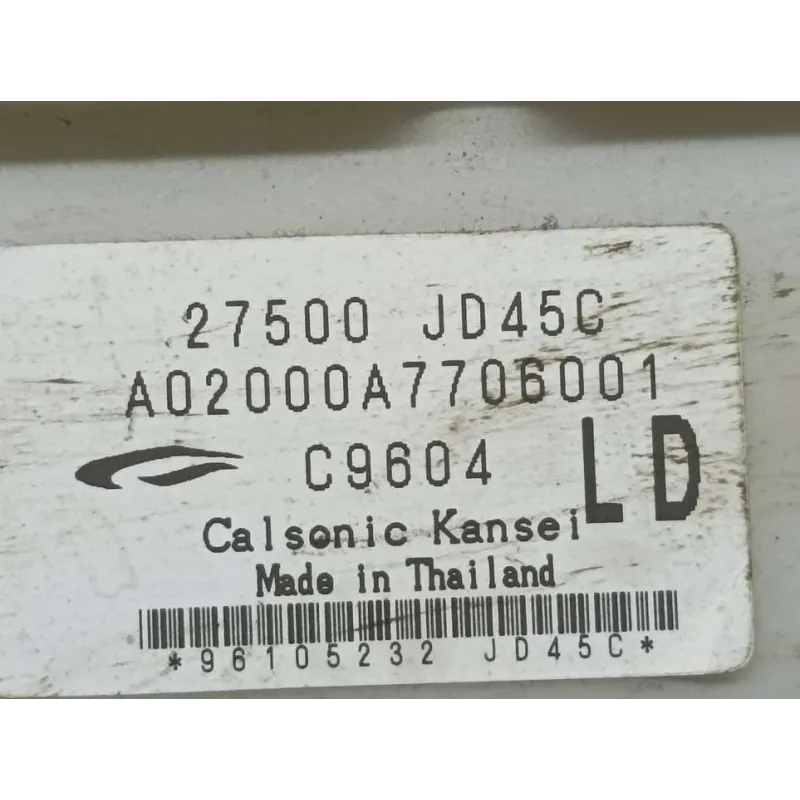 27500 JD45C
A02000A7706001
C9604 LD
Calsonic Kansei
Made in Thailand
*96105232 JD45C*